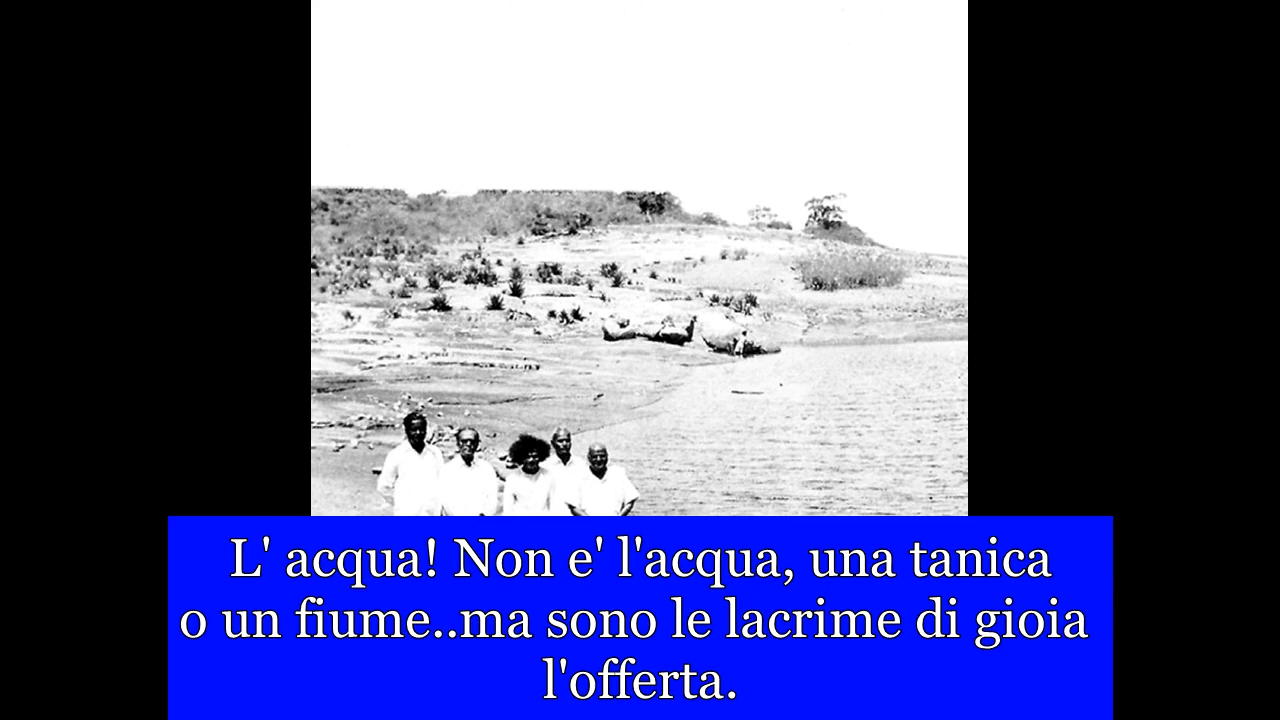 L' acqua! Non e' l'acqua, una tanica
o un fiume..ma sono le lacrime di gioia
l'offerta.